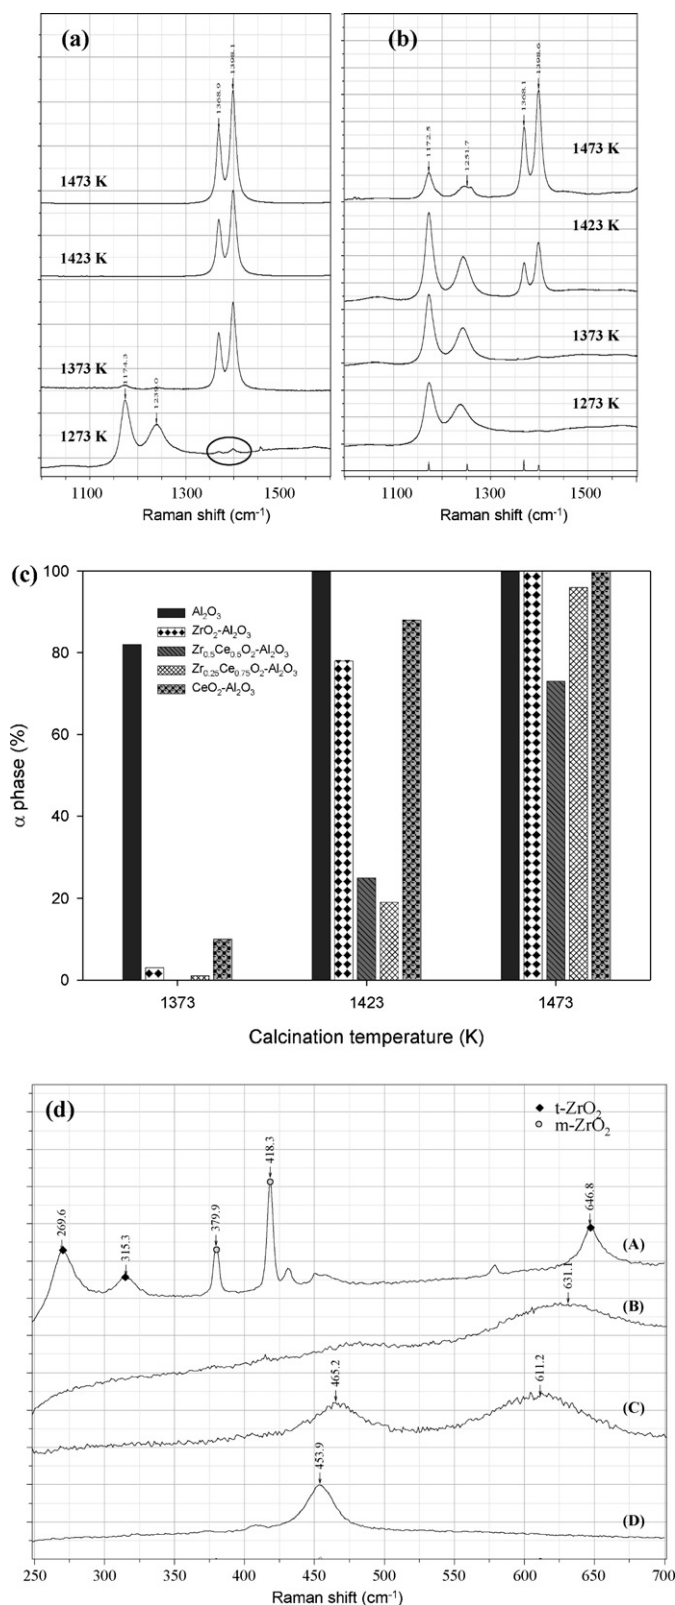 (a)
1368.9
1398.1
1473 K
1423 K
1373 K
1174.3
1239.0
1273 K
1100 1300 1500
Raman shift (cm⁻¹)
(b)
1172.5
1251.7
1368.1
1398.6
1473 K
1423 K
1373 K
1273 K
1100 1300 1500
Raman shift (cm⁻¹)
(c)
α phase (%)
100
80
60
40
20
0
Al₂O₃
ZrO₂-Al₂O₃
Zr₀.₅Ce₀.₅O₂-Al₂O₃
Zr₀.₂₅Ce₀.₇₅O₂-Al₂O₃
CeO₂-Al₂O₃
1373 1423 1473
Calcination temperature (K)
(d)
t-ZrO₂
m-ZrO₂
269.6
315.3
379.9
418.3
646.8
(A)
631.1
(B)
465.2
611.2
(C)
453.9
(D)
250 300 350 400 450 500 550 600 650 700
Raman shift (cm⁻¹)